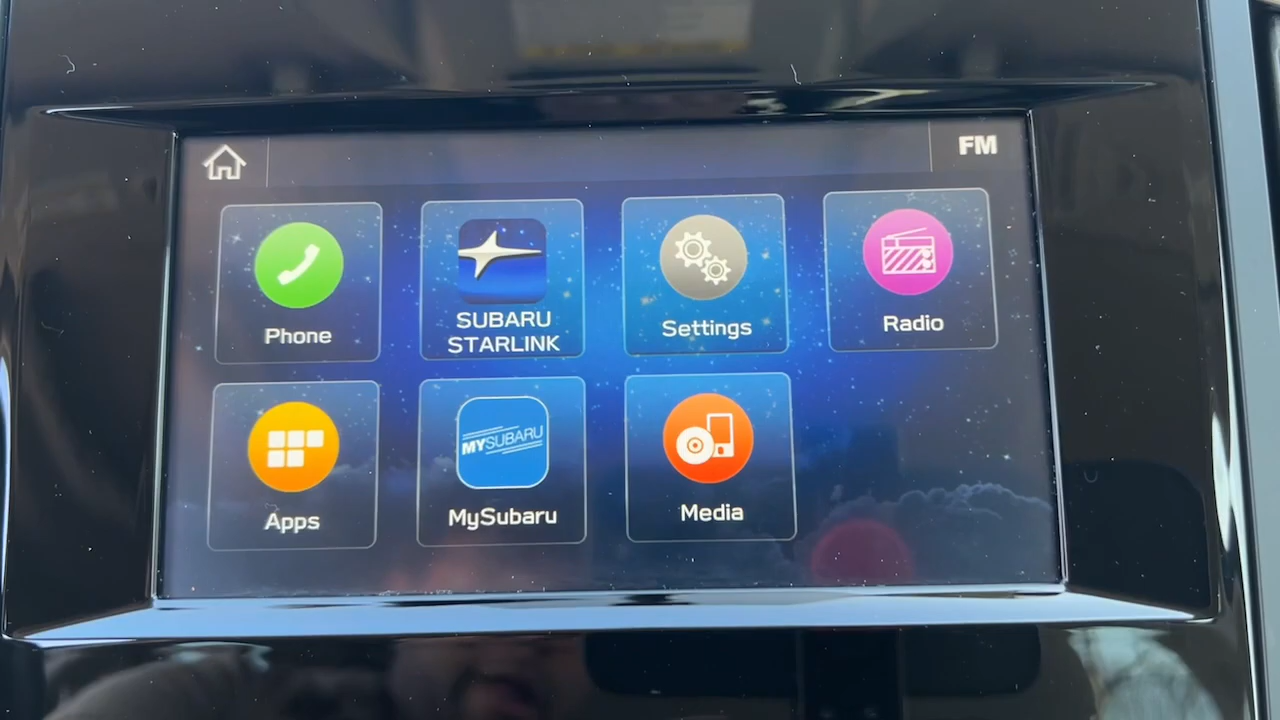 FM
Phone
SUBARU
STARLINK
Settings
Radio
Apps
MYSUBARU
MySubaru
Media